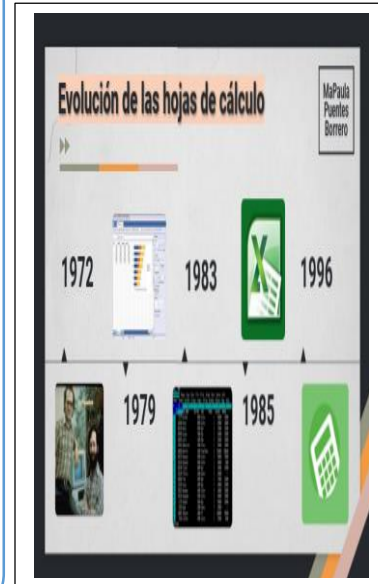 Evolución de las hojas de cálculo
MaPaula
Puentes
Borrero
1972
1983
1996
1979
1985